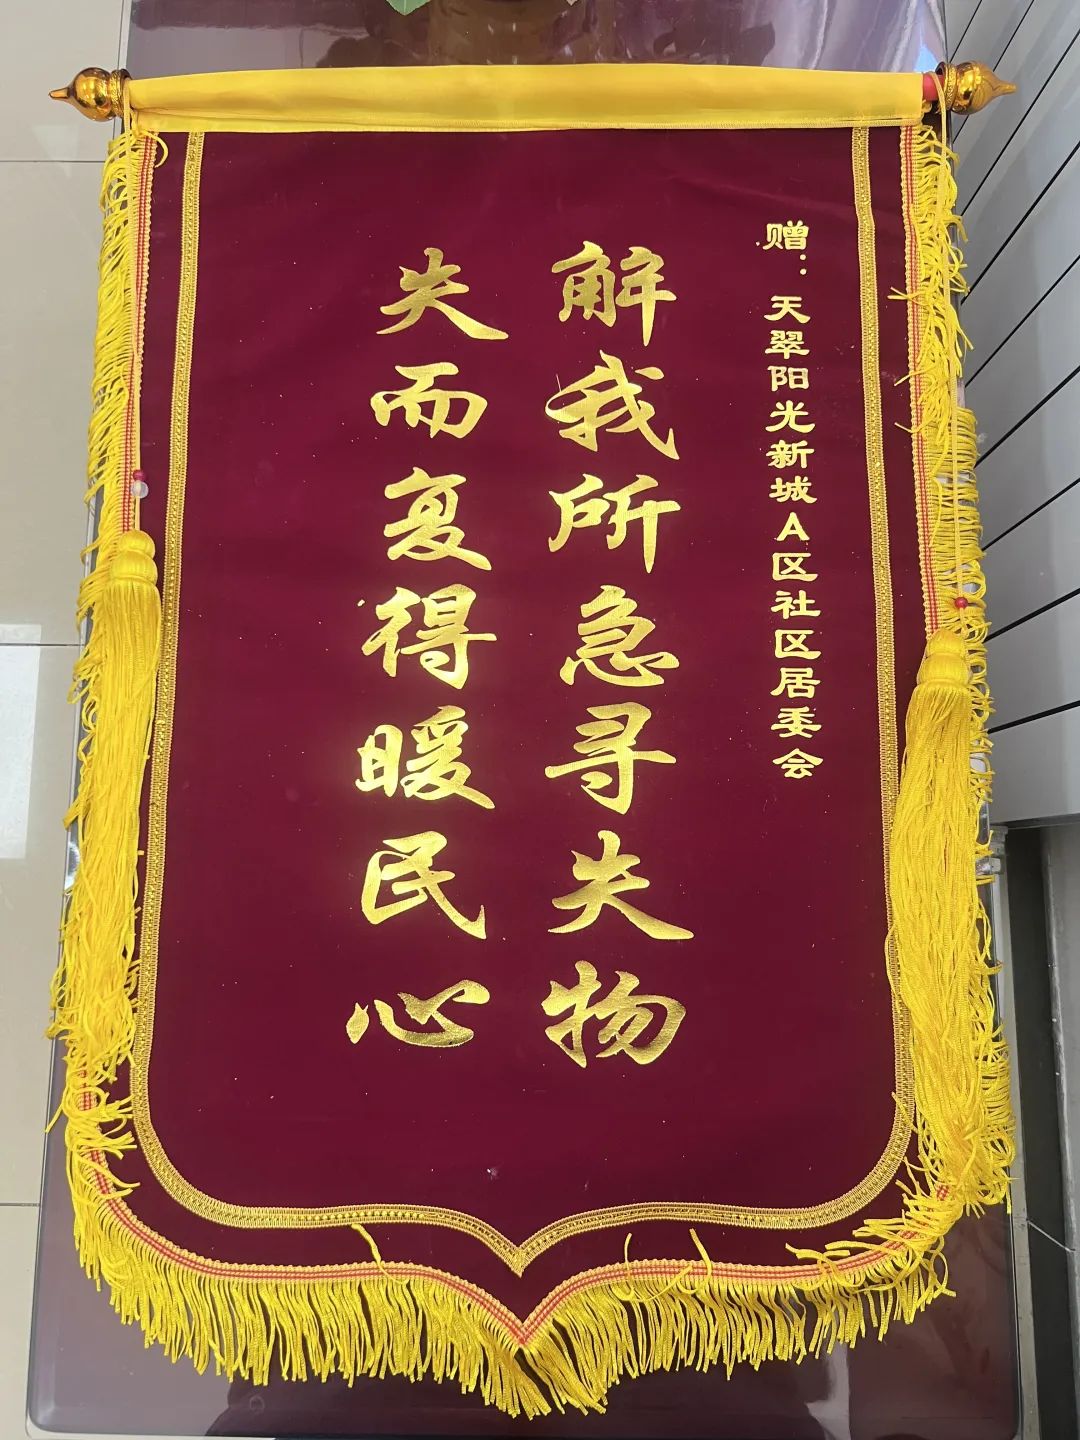 赠：天翠阳光新城A区社区居委会
解我所急寻失物
失而复得暖民心